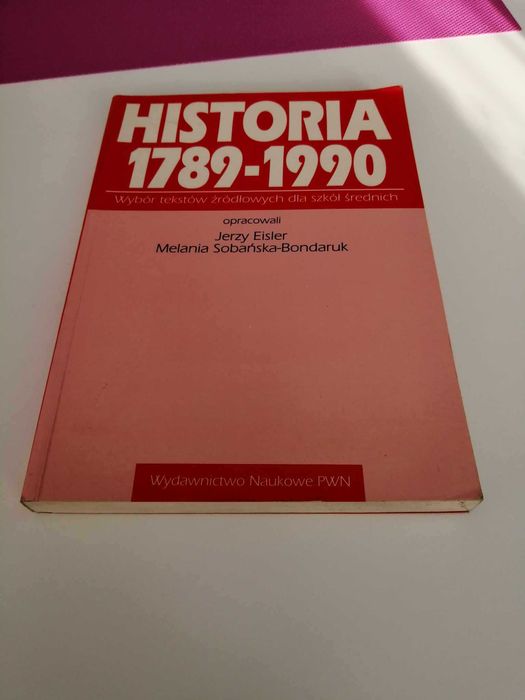 HISTORIA
1789-1990
Wybór tekstów źródłowych dla szkół średnich
opracowali
Jerzy Eisler
Melania Sobańska-Bondaruk
Wydawnictwo Naukowe PWN